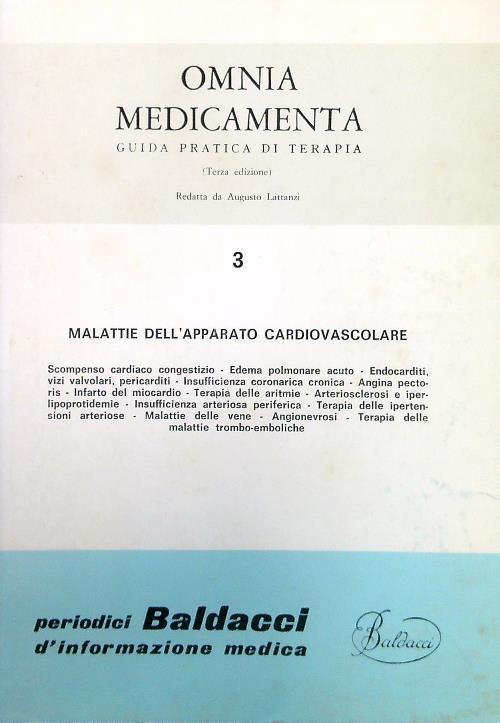 OMNIA
MEDICAMENTA
GUIDA PRATICA DI TERAPIA
(Terza edizione)
Redatta da Augusto Lattanzi
3
MALATTIE DELL'APPARATO CARDIOVASCOLARE
Scompenso cardiaco congestizio - Edema polmonare acuto - Endocarditi,
vizi valvolari, pericarditi - Insufficienza coronarica cronica - Angina pecto-
ris - Infarto del miocardio - Terapia delle aritmie - Arteriosclerosi e iper-
lipoprotidemie - Insufficienza arteriosa periferica - Terapia delle iperten-
sioni arteriose - Malattie delle vene - Angionevrosi - Terapia delle
malattie trombo-emboliche
periodici Baldacci
d'informazione medica
Baldacci